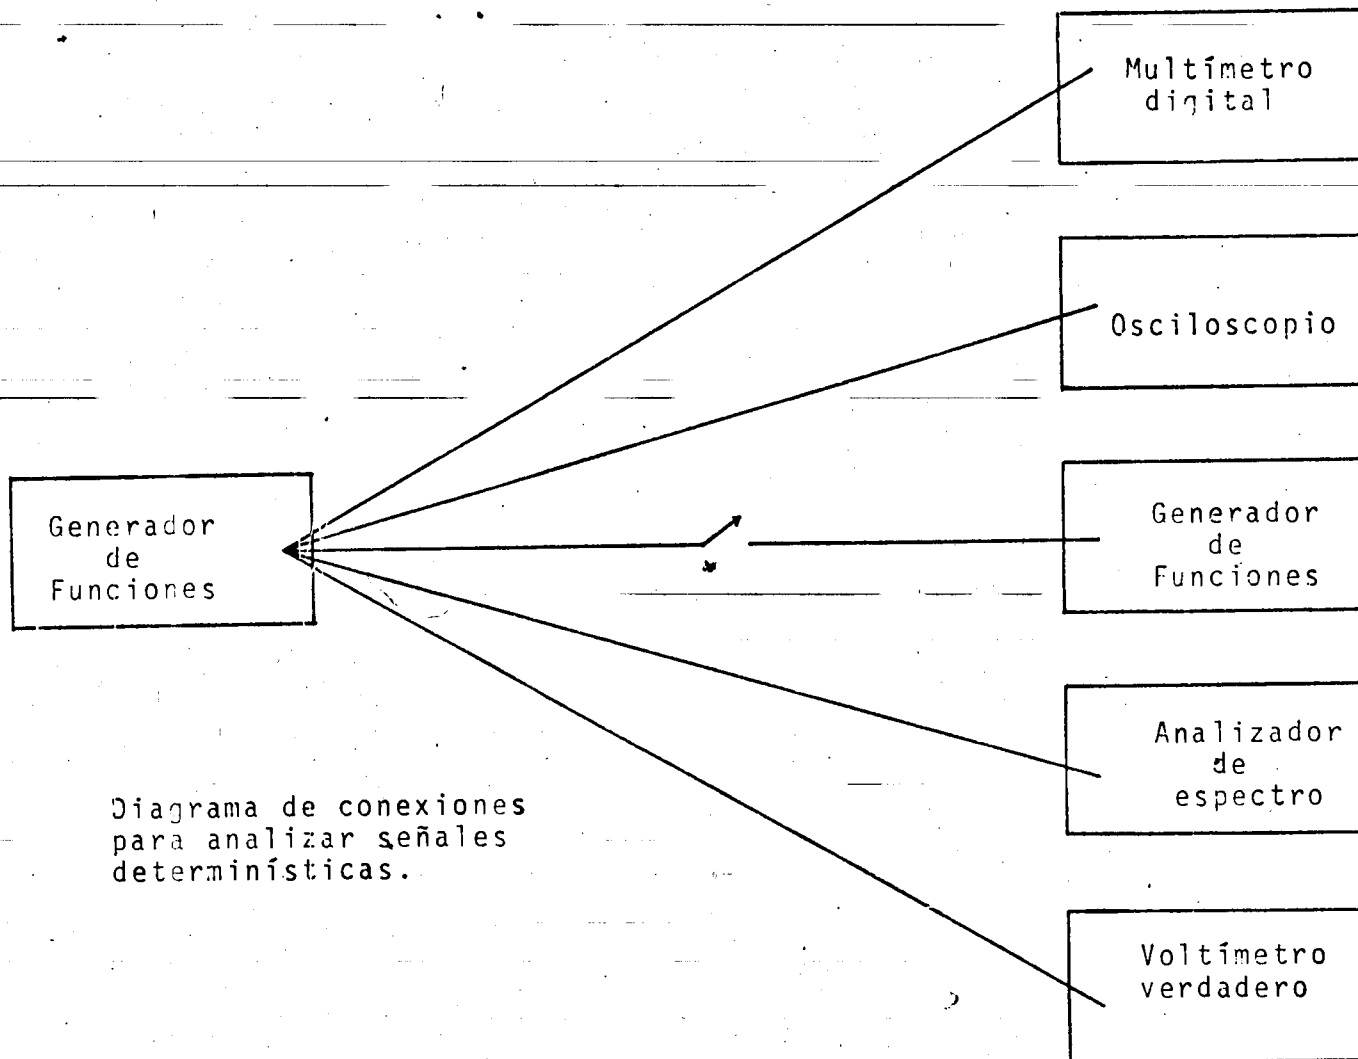 Multímetro
digital
Osciloscopio
Generador
de
Funciones
Generador
de
Funciones
Analizador
de
espectro
Diagrama de conexiones
para analizar señales
determinísticas.
Voltímetro
verdadero